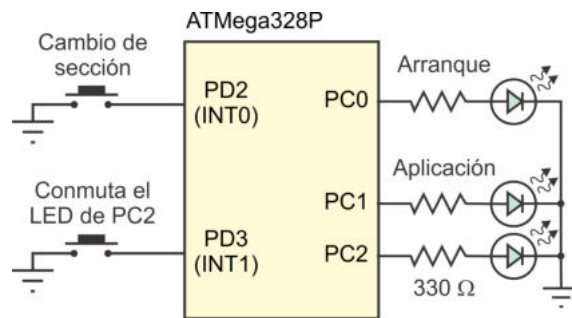 ATMega328P
Cambio de
sección
PD2
(INT0)
PC0
Arranque
Conmuta el
LED de PC2
PD3
(INT1)
PC1
Aplicación
PC2
330 Ω